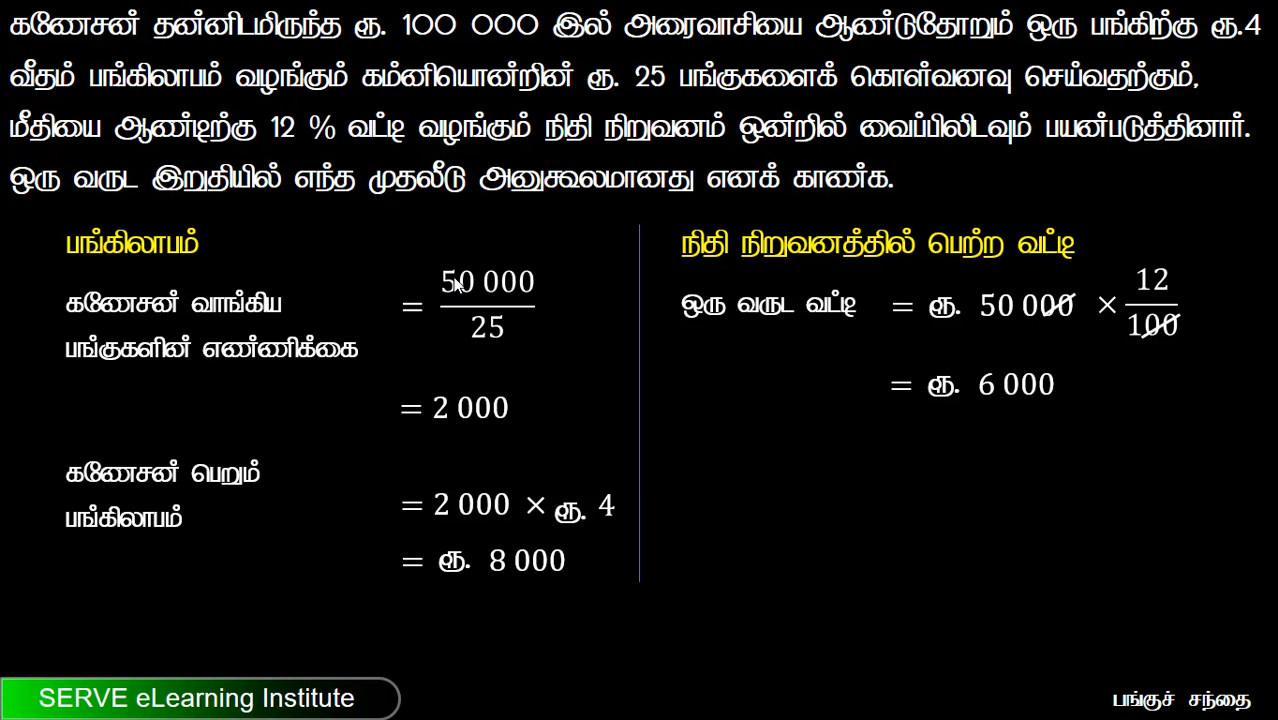 கணேசன் தன்னிடமிருந்த ரூ. 100 000 இல் அரைவாசியை ஆண்டுதோறும் ஒரு பங்கிற்கு ரூ.4
வீதம் பங்கிலாபம் வழங்கும் கம்னியொன்றின் ரூ. 25 பங்குகளைக் கொள்வனவு செய்வதற்கும்,
மீதியை ஆண்டிற்கு 12 % வட்டி வழங்கும் நிதி நிறுவனம் ஒன்றில் வைப்பிலிடவும் பயன்படுத்தினார்.
ஒரு வருட இறுதியில் எந்த முதலீடு அனுகூலமானது எனக் காண்க.
பங்கிலாபம்
கணேசன் வாங்கிய
பங்குகளின் எண்ணிக்கை
= 50 000 / 25
= 2 000
கணேசன் பெறும்
பங்கிலாபம்
= 2 000 × ரூ. 4
= ரூ. 8 000
நிதி நிறுவனத்தில் பெற்ற வட்டி
ஒரு வருட வட்டி = ரூ. 50 000 × 12 / 100
= ரூ. 6 000
SERVE eLearning Institute
பங்குச் சந்தை